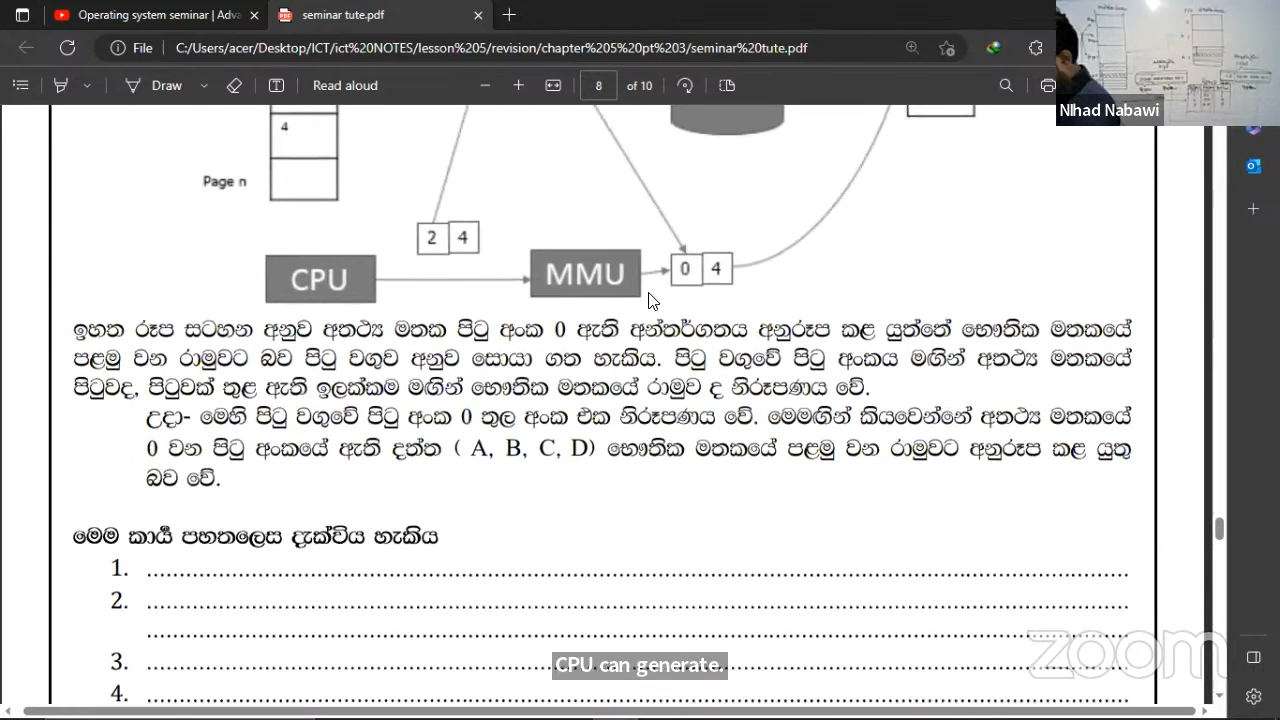 Operating system seminar | Adva
seminar tute.pdf
File
C:/Users/acer/Desktop/ICT/ict%20NOTES/lesson%205/revision/chapter%205%20pt%203/seminar%20tute.pdf
Draw
Read aloud
8
of 10
NIhad Nabawi
4
Page n
2 4
CPU
MMU
0 4
ඉහත රූප සටහන අනුව අතථ්‍ය මතක පිටු අංක 0 ඇති අන්තර්ගතය අනුරූප කළ යුත්තේ භෞතික මතකයේ
පළමු වන රාමුවට බව පිටු වගුව අනුව සොයා ගත හැකිය. පිටු වගුවේ පිටු අංකය මඟින් අතථ්‍ය මතකයේ
පිටුවද, පිටුවක් තුළ ඇති ඉලක්කම මඟින් භෞතික මතකයේ රාමුව ද නිරූපණය වේ.
උදා- මෙහි පිටු වගුවේ පිටු අංක 0 තුල අංක එක නිරූපණය වේ. මෙමඟින් කියවෙන්නේ අතථ්‍ය මතකයේ
0 වන පිටු අංකයේ ඇති දත්ත ( A, B, C, D) භෞතික මතකයේ පළමු වන රාමුවට අනුරූප කළ යුතු
බව වේ.
මෙම කාර්ය පහතලෙස දැක්විය හැකිය
1.
2.
3.
4.
CPU can generate.
zoom